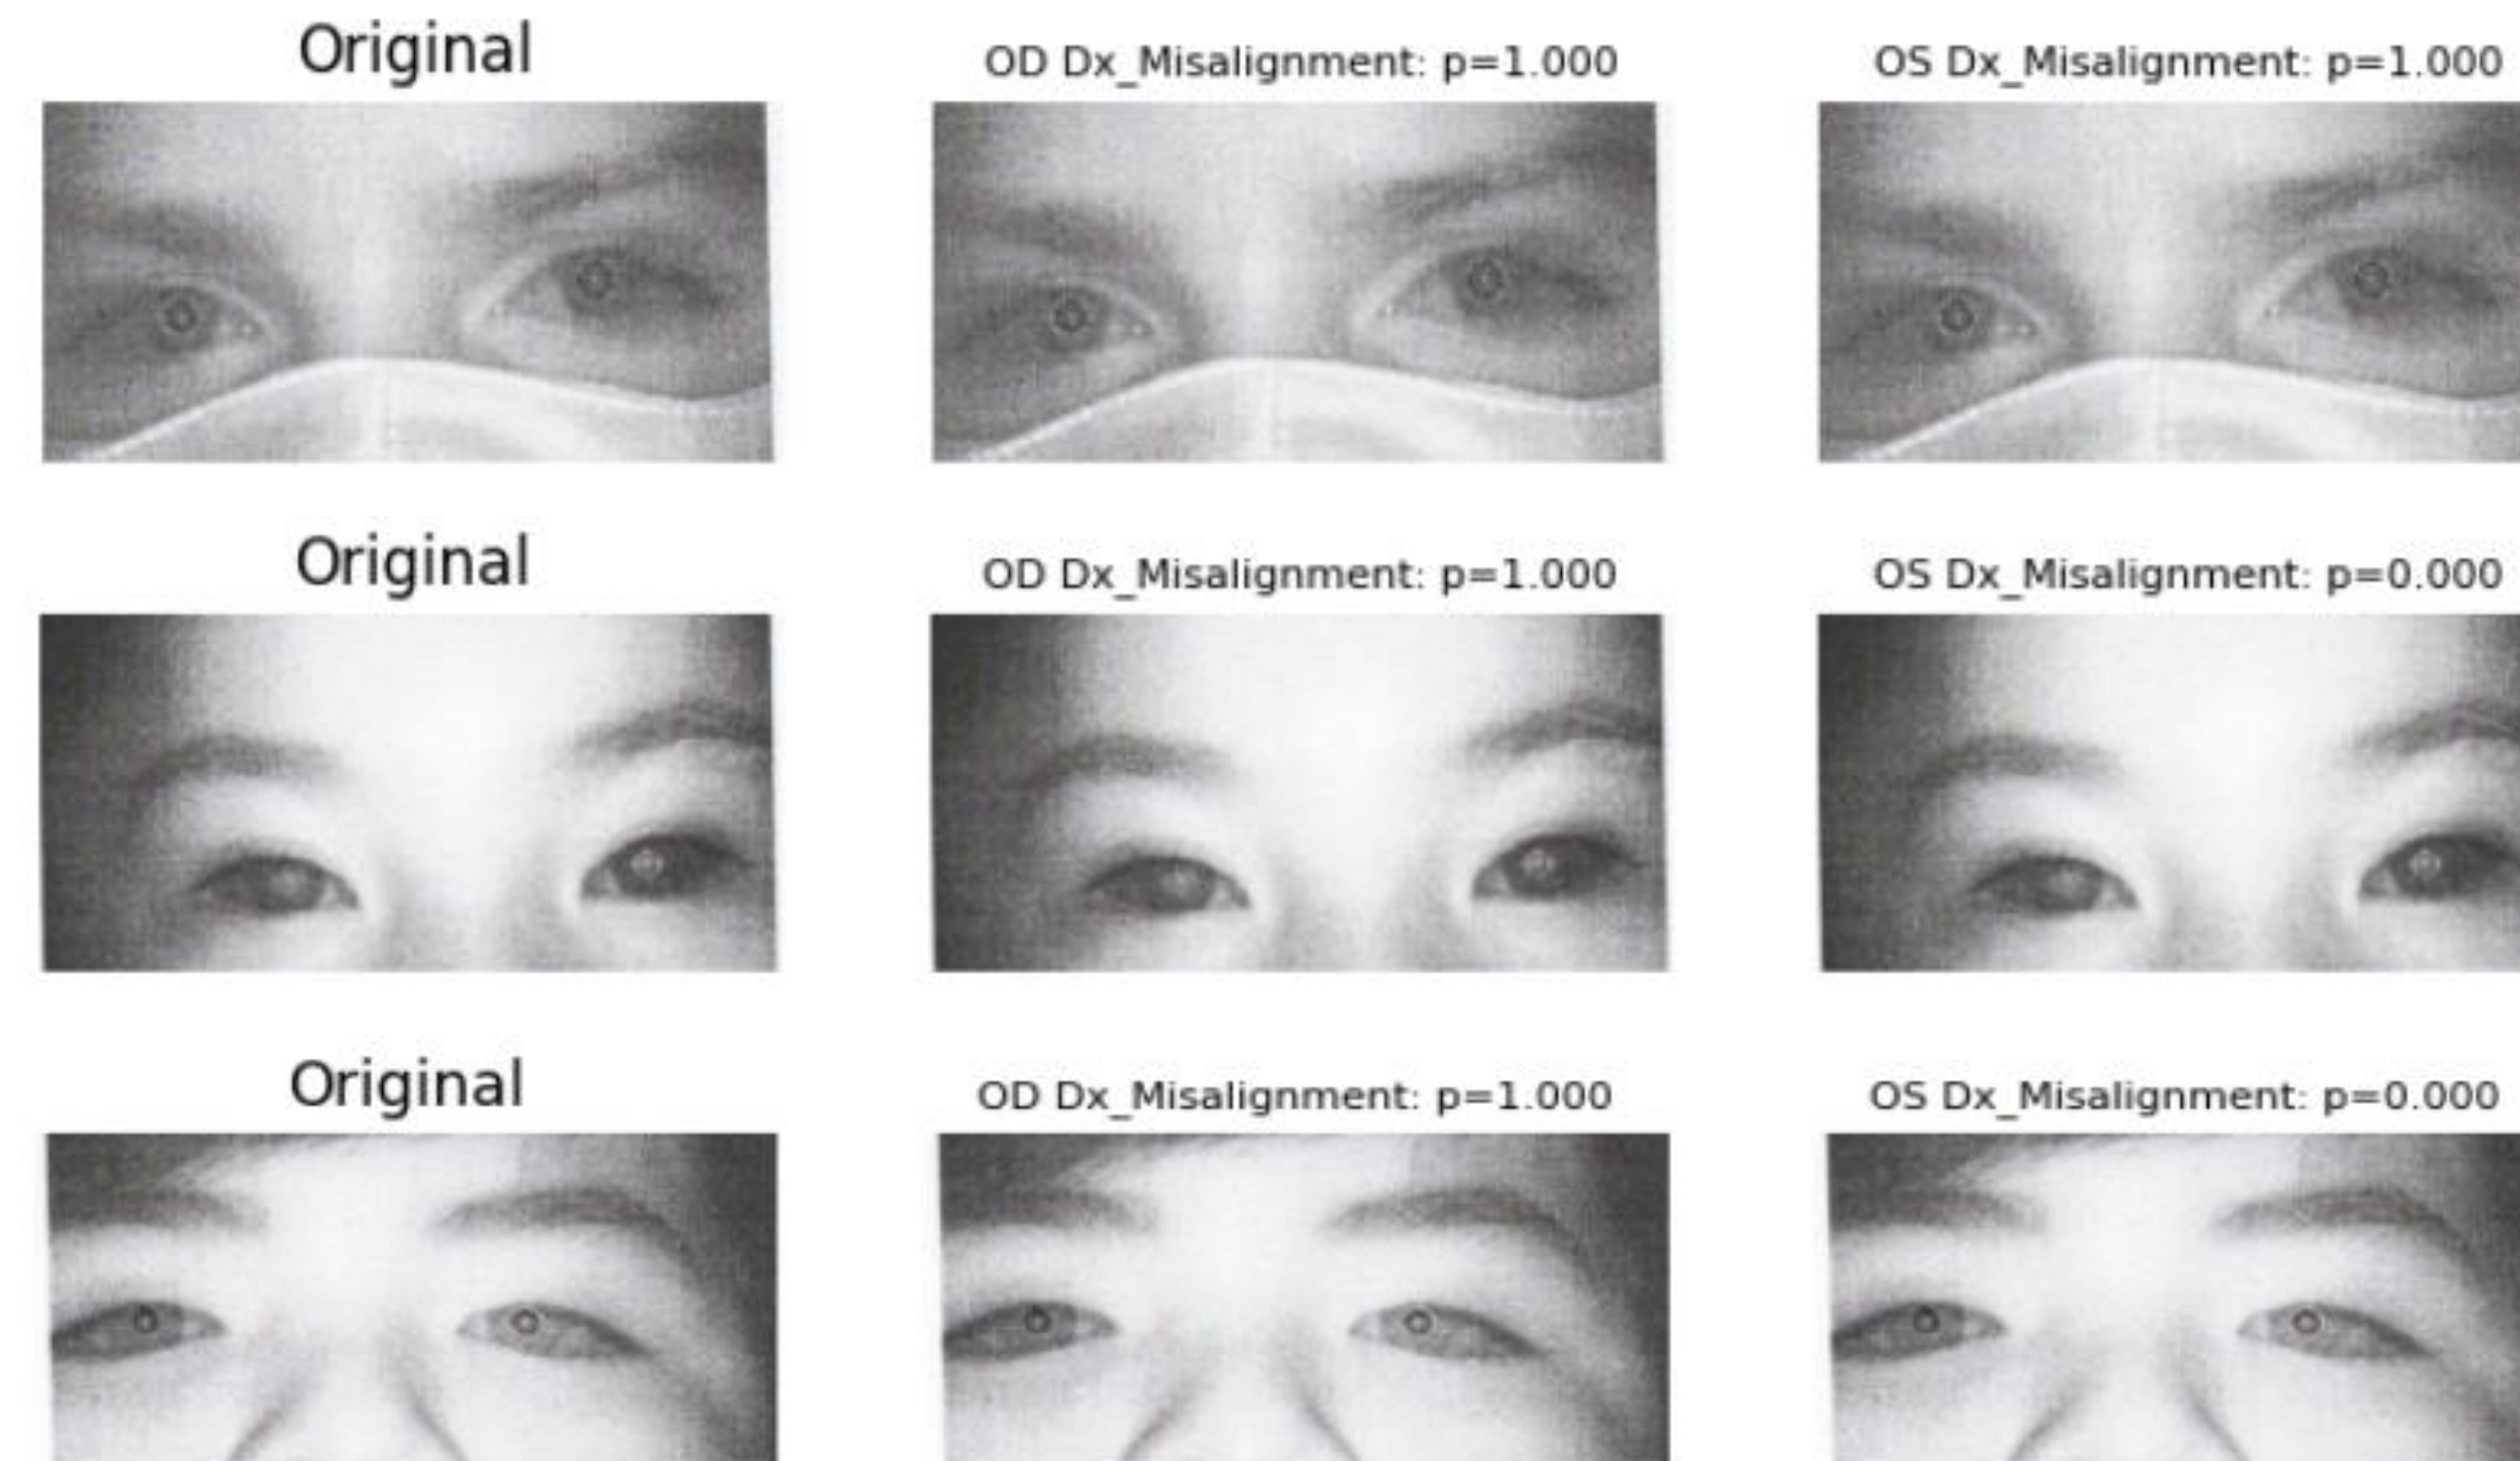 Original
OD Dx_Misalignment: p=1.000
OS Dx_Misalignment: p=1.000
Original
OD Dx_Misalignment: p=1.000
OS Dx_Misalignment: p=0.000
Original
OD Dx_Misalignment: p=1.000
OS Dx_Misalignment: p=0.000